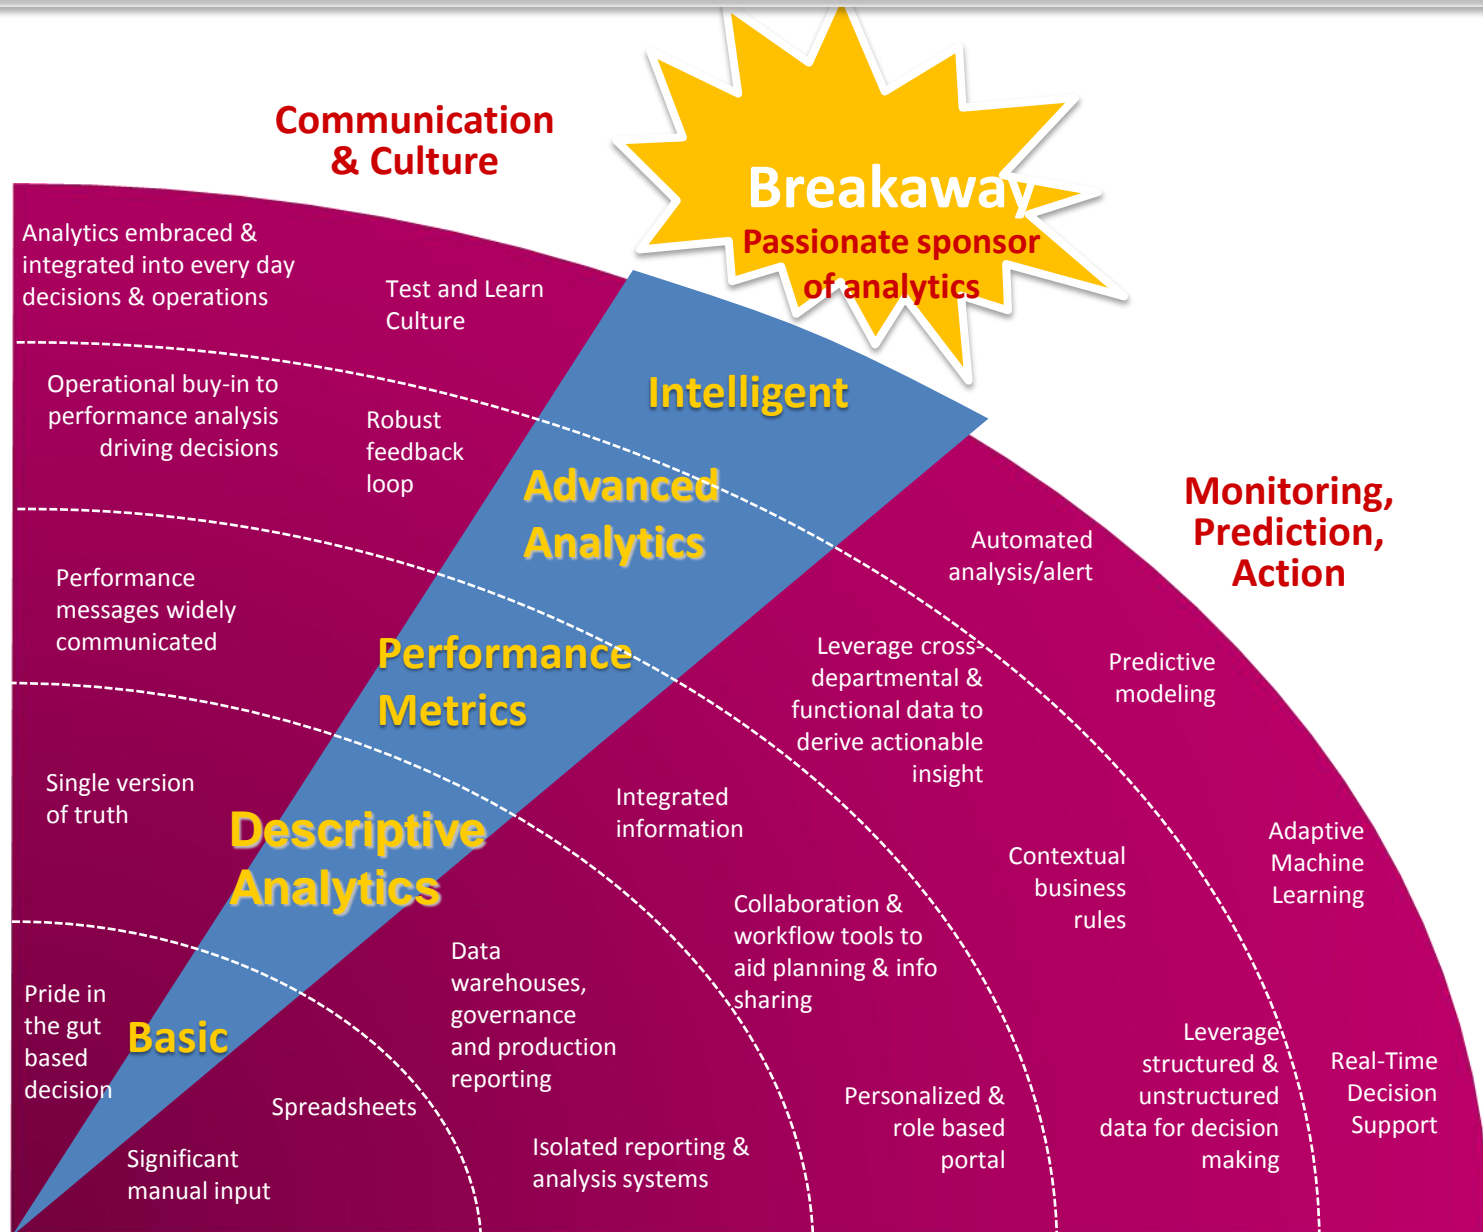 Communication
& Culture
Breakaway
Passionate sponsor
of analytics
Analytics embraced &
integrated into every day
decisions & operations
Test and Learn
Culture
Intelligent
Operational buy-in to
performance analysis
driving decisions
Robust
feedback
loop
Advanced
Analytics
Monitoring,
Prediction,
Action
Automated
analysis/alert
Performance
messages widely
communicated
Performance
Metrics
Leverage cross-
departmental &
functional data to
derive actionable
insight
Predictive
modeling
Single version
of truth
Descriptive
Analytics
Integrated
information
Contextual
business
rules
Adaptive
Machine
Learning
Collaboration &
workflow tools to
aid planning & info
sharing
Data
warehouses,
governance
and production
reporting
Pride in
the gut
based
decision
Basic
Spreadsheets
Significant
manual input
Isolated reporting &
analysis systems
Personalized &
role based
portal
Leverage
structured &
unstructured
data for decision
making
Real-Time
Decision
Support